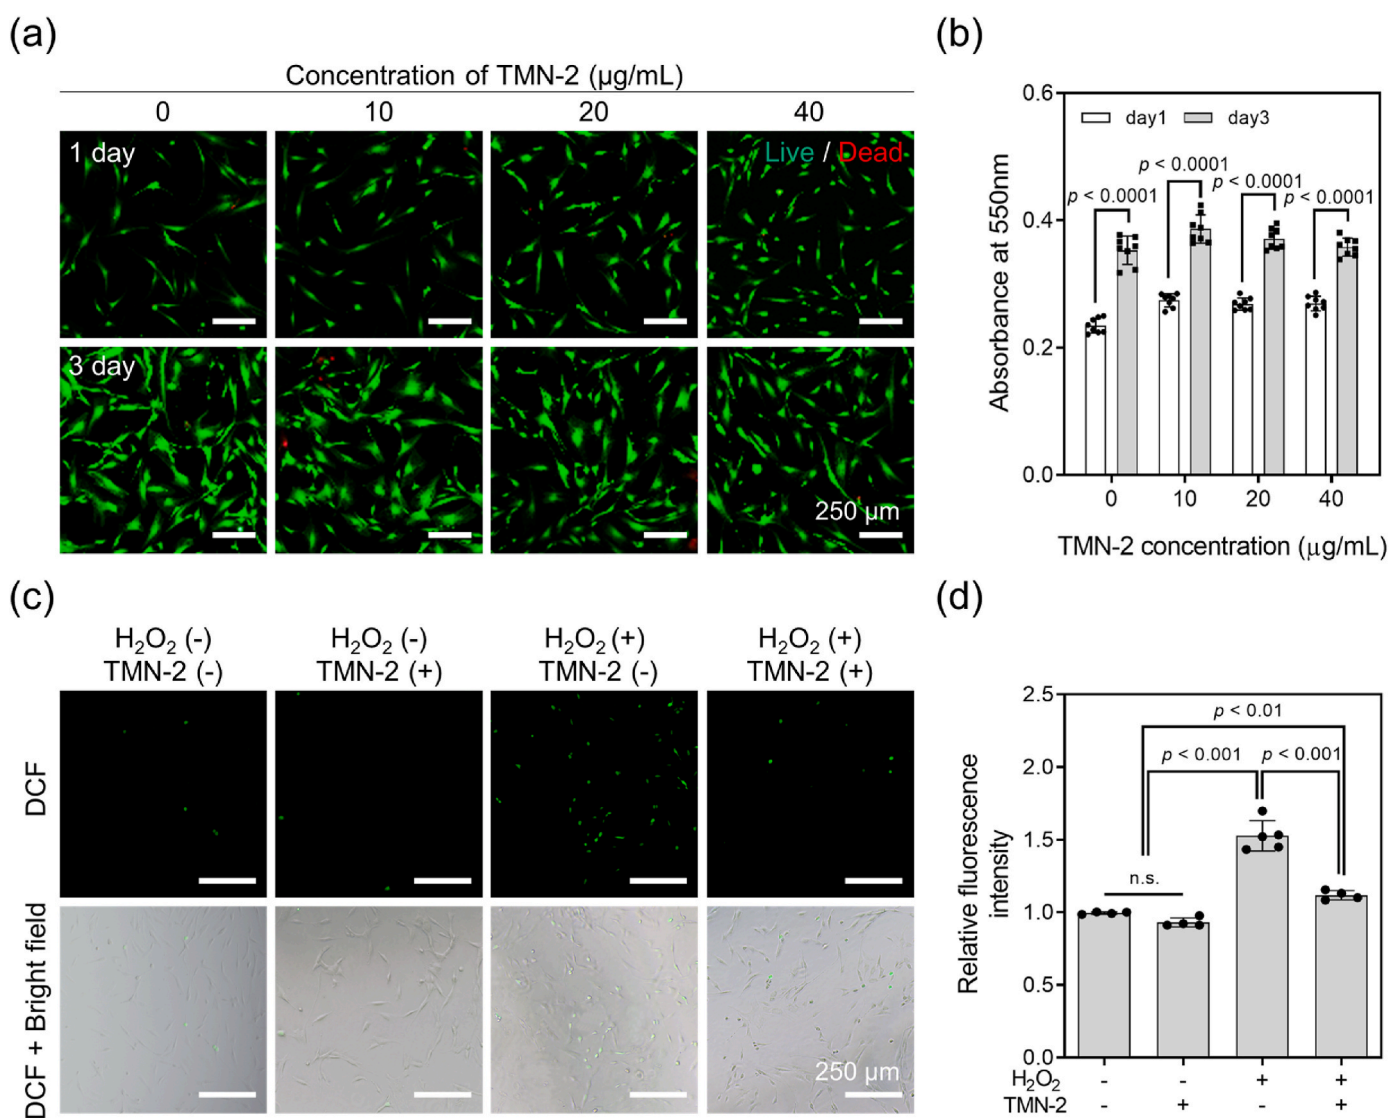 (a)
Concentration of TMN-2 (µg/mL)
0 10 20 40
1 day
Live / Dead
3 day
250 µm
(b)
0.6
0.4
0.2
0.0
Absorbance at 550nm
day1 day3
p < 0.0001
p < 0.0001
p < 0.0001
p < 0.0001
0 10 20 40
TMN-2 concentration (µg/mL)
(c)
H₂O₂ (-) H₂O₂ (-) H₂O₂ (+) H₂O₂ (+)
TMN-2 (-) TMN-2 (+) TMN-2 (-) TMN-2 (+)
DCF
DCF + Bright field
250 µm
(d)
2.5
2.0
1.5
1.0
0.5
0.0
Relative fluorescence
intensity
p < 0.01
p < 0.001 p < 0.001
n.s.
H₂O₂ - - + +
TMN-2 - + - +